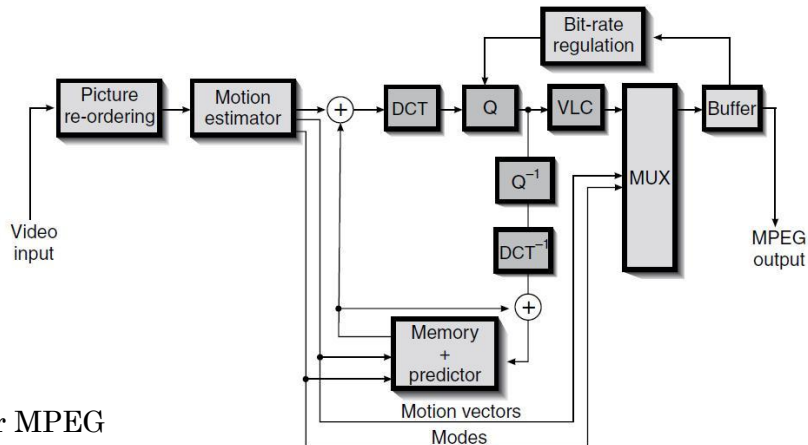 Bit-rate
regulation
Picture
re-ordering
Motion
estimator
+
DCT
Q
VLC
Buffer
MUX
Q⁻¹
DCT⁻¹
Video
input
MPEG
output
+
Memory
+
predictor
Motion vectors
Modes
r MPEG